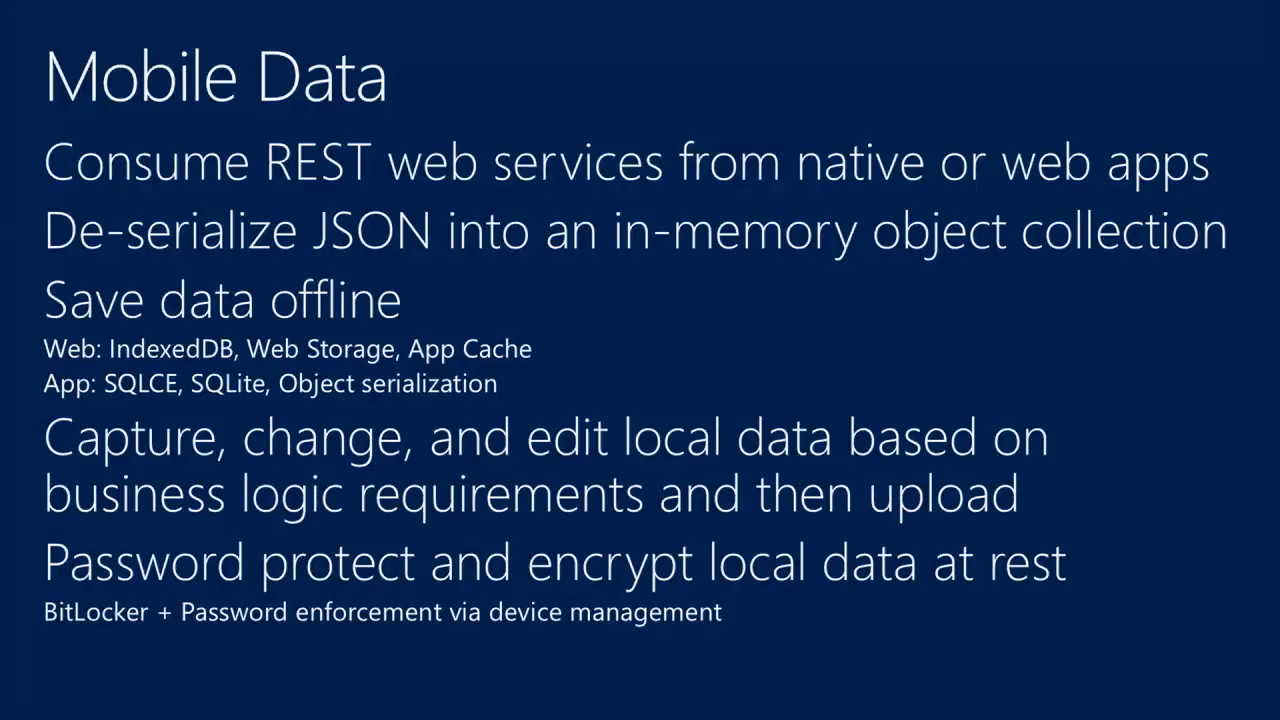 Mobile Data
Consume REST web services from native or web apps
De-serialize JSON into an in-memory object collection
Save data offline
Web: IndexedDB, Web Storage, App Cache
App: SQLCE, SQLite, Object serialization
Capture, change, and edit local data based on
business logic requirements and then upload
Password protect and encrypt local data at rest
BitLocker + Password enforcement via device management